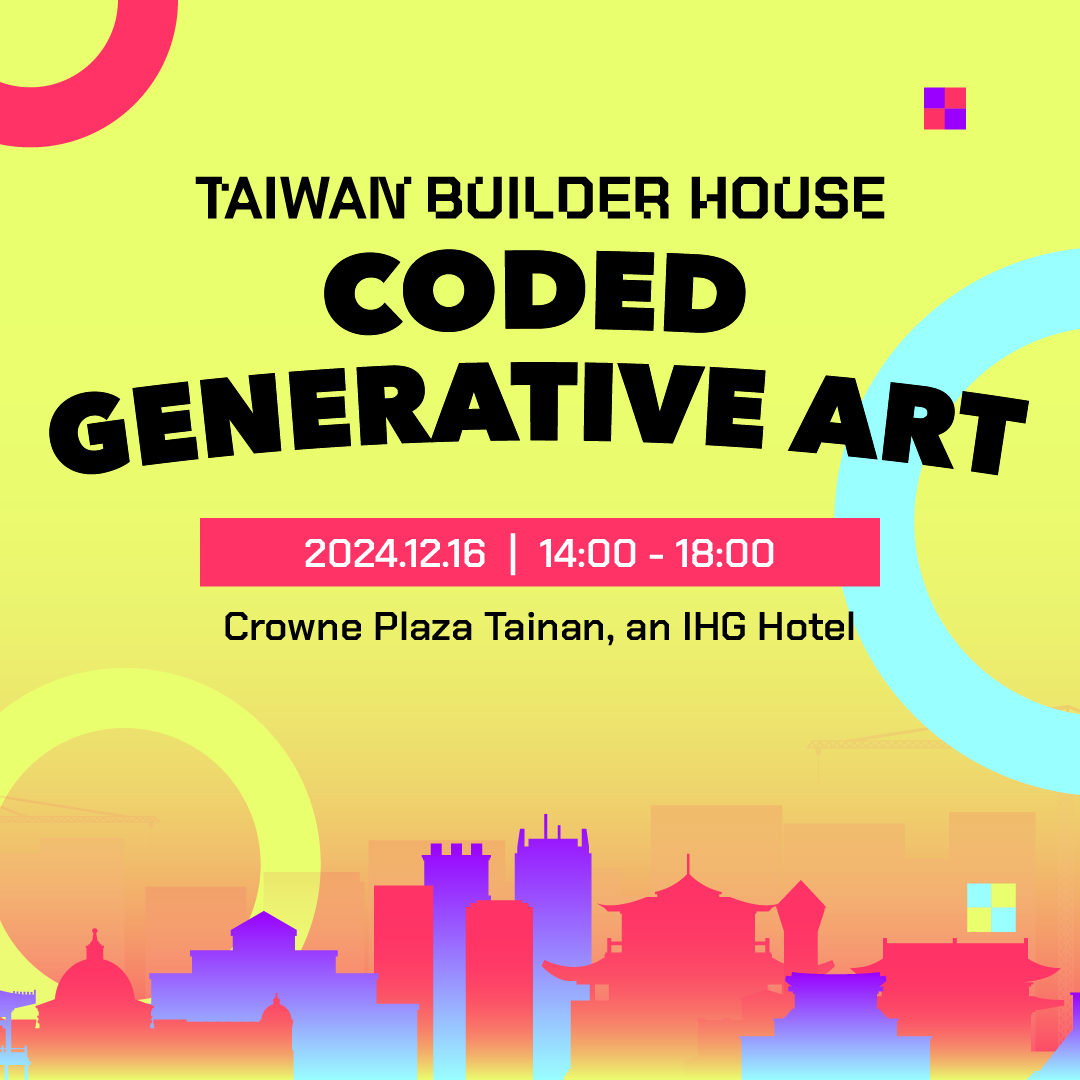 TAIWAN BUILDER HOUSE
CODED
GENERATIVE ART
2024.12.16 | 14:00 - 18:00
Crowne Plaza Tainan, an IHG Hotel